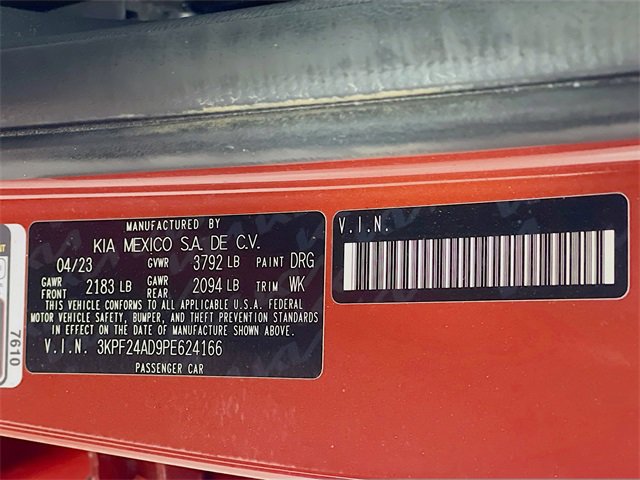 MANUFACTURED BY
KIA MEXICO S.A. DE C.V.
04/23 GVWR 3792 LB PAINT DRG
GAWR FRONT 2183 LB GAWR REAR 2094 LB TRIM WK
THIS VEHICLE CONFORMS TO ALL APPLICABLE U.S.A. FEDERAL
MOTOR VEHICLE SAFETY, BUMPER, AND THEFT PREVENTION STANDARDS
IN EFFECT ON THE DATE OF MANUFACTURE SHOWN ABOVE.
V.I.N. 3KPF24AD9PE624166
PASSENGER CAR
V.I.N.
7610